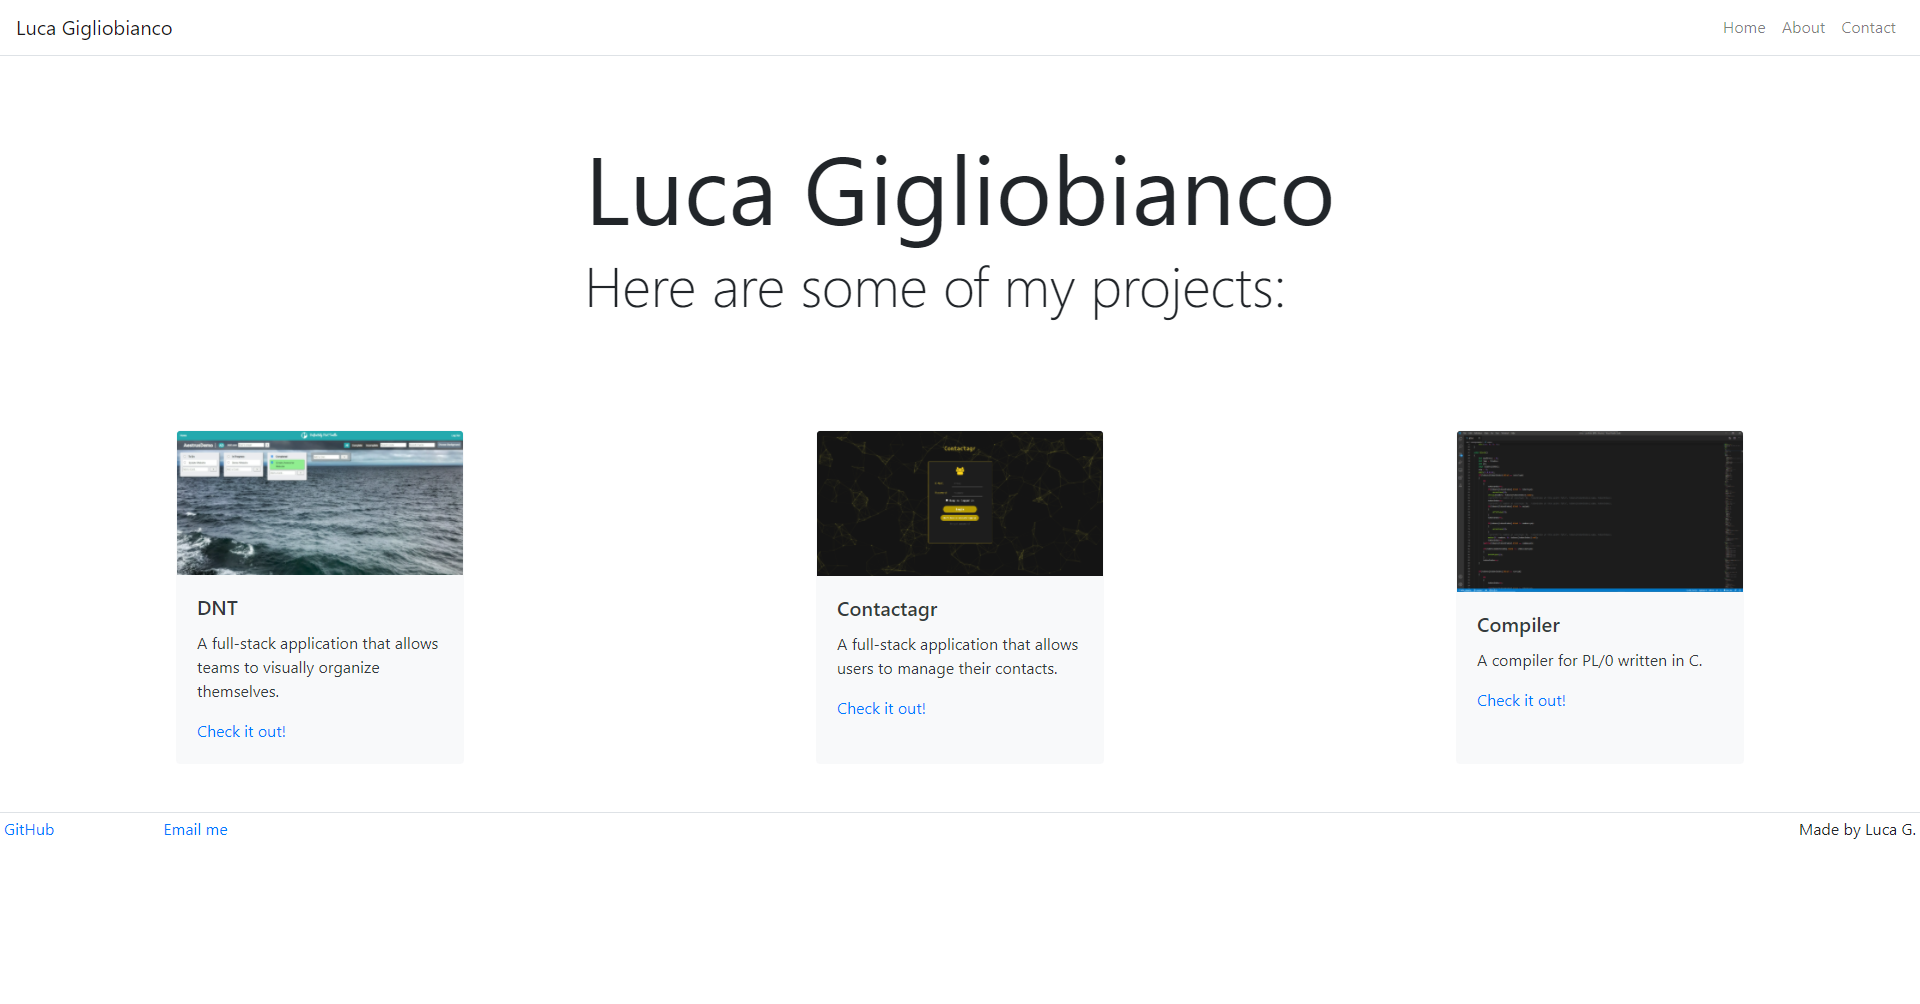 Luca Gigliobianco
Home About Contact
Luca Gigliobianco
Here are some of my projects:
Contactagr
DNT
A full-stack application that allows
teams to visually organize
themselves.
Check it out!
Contactagr
A full-stack application that allows
users to manage their contacts.
Check it out!
Compiler
A compiler for PL/0 written in C.
Check it out!
GitHub Email me Made by Luca G.